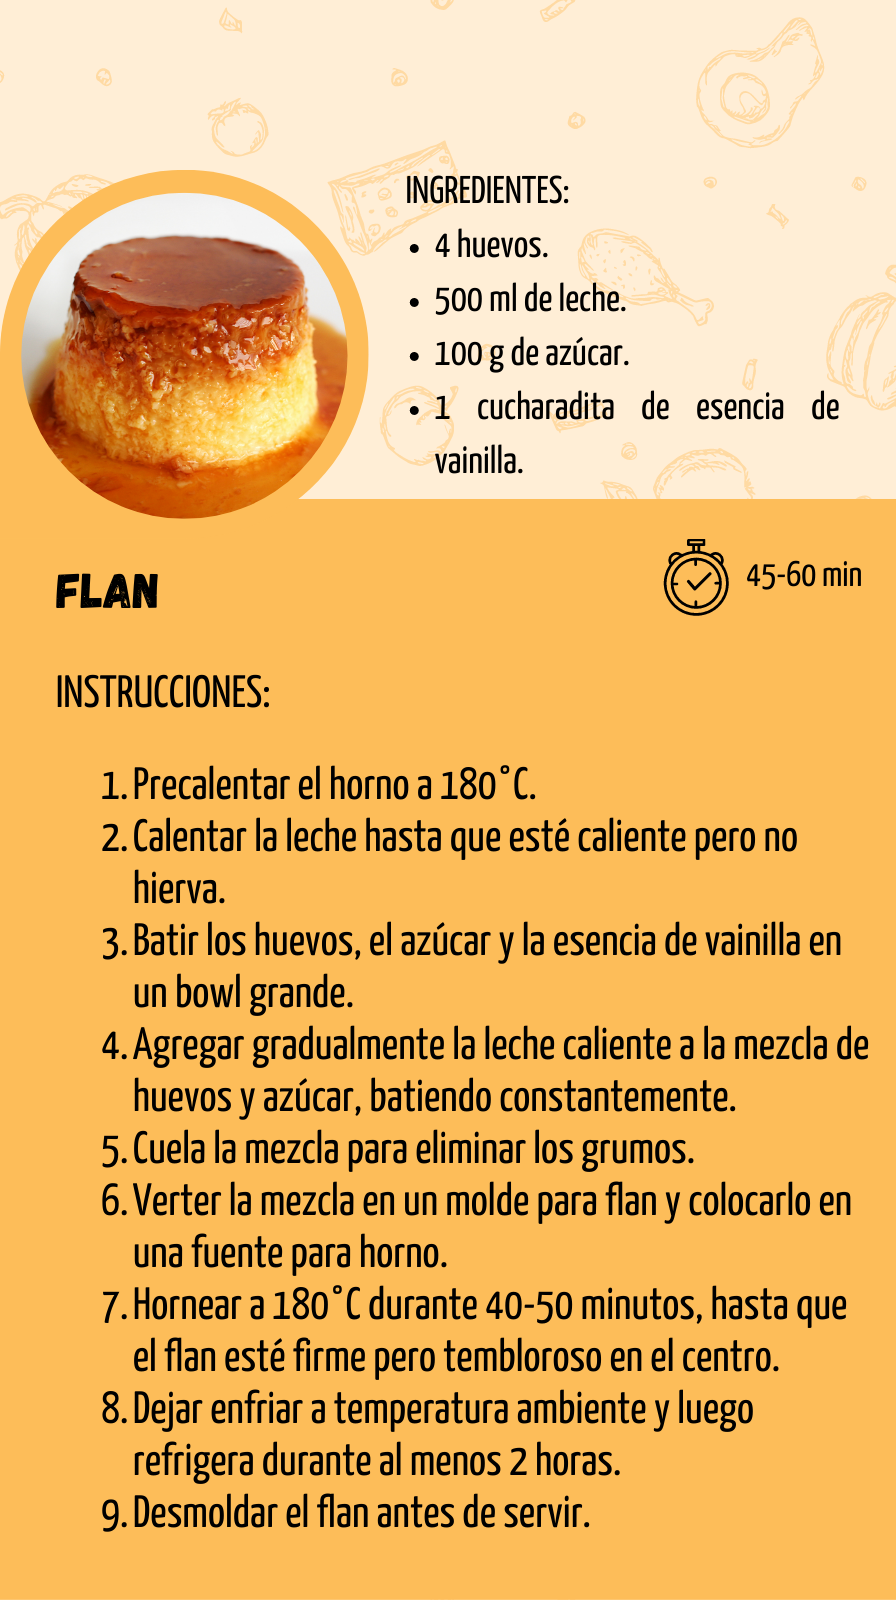 INGREDIENTES:
• 4 huevos.
• 500 ml de leche.
• 100 g de azúcar.
• 1 cucharadita de esencia de
vainilla.
45-60 min
FLAN
INSTRUCCIONES:
1. Precalentar el horno a 180°C.
2. Calentar la leche hasta que esté caliente pero no
hierva.
3. Batir los huevos, el azúcar y la esencia de vainilla en
un bowl grande.
4. Agregar gradualmente la leche caliente a la mezcla de
huevos y azúcar, batiendo constantemente.
5. Cuela la mezcla para eliminar los grumos.
6. Verter la mezcla en un molde para flan y colocarlo en
una fuente para horno.
7. Hornear a 180°C durante 40-50 minutos, hasta que
el flan esté firme pero tembloroso en el centro.
8. Dejar enfriar a temperatura ambiente y luego
refrigera durante al menos 2 horas.
9. Desmoldar el flan antes de servir.